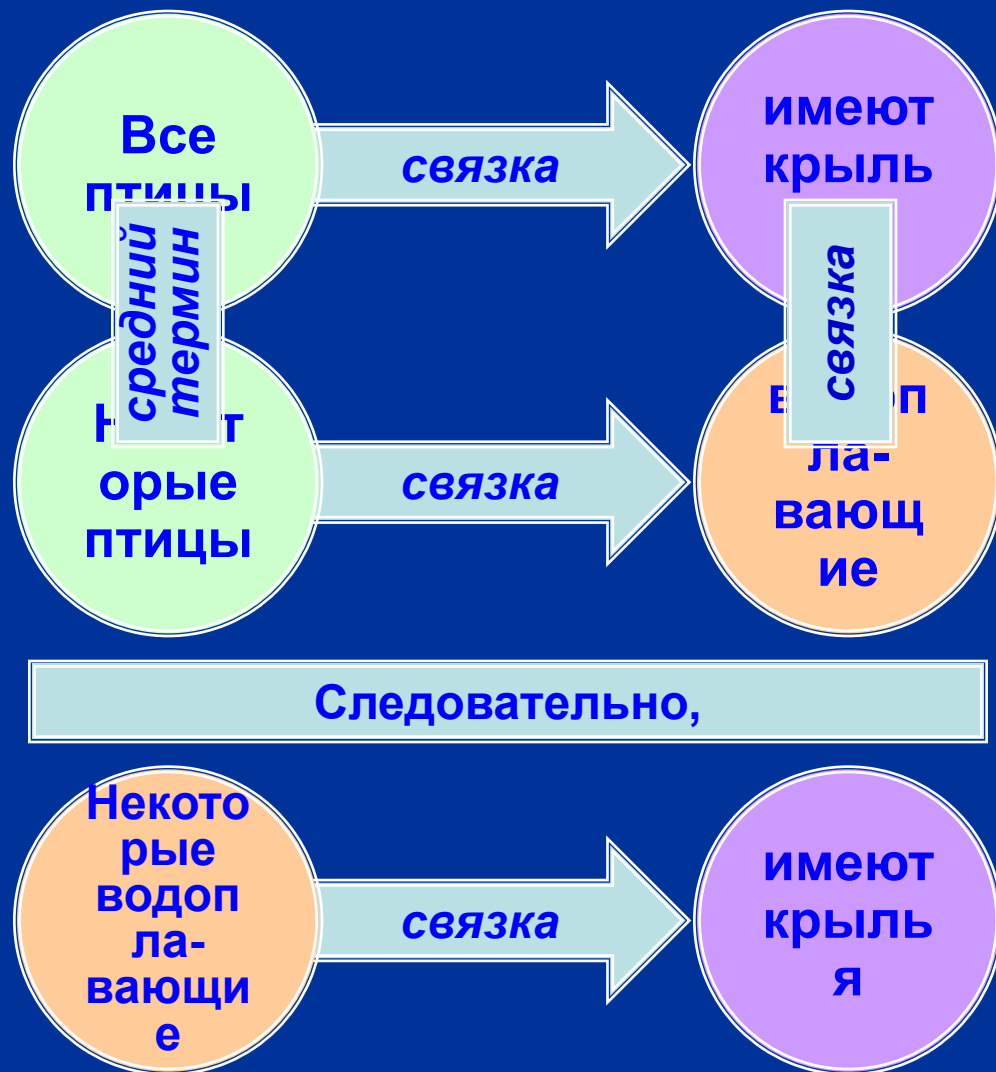 Все
птицы
связка
имеют
крыль
средний
термин
связка
орые
птицы
связка
ла-
вающ
ие
Следовательно,
Некото
рые
водоп
ла-
вающи
е
связка
имеют
крыль
я